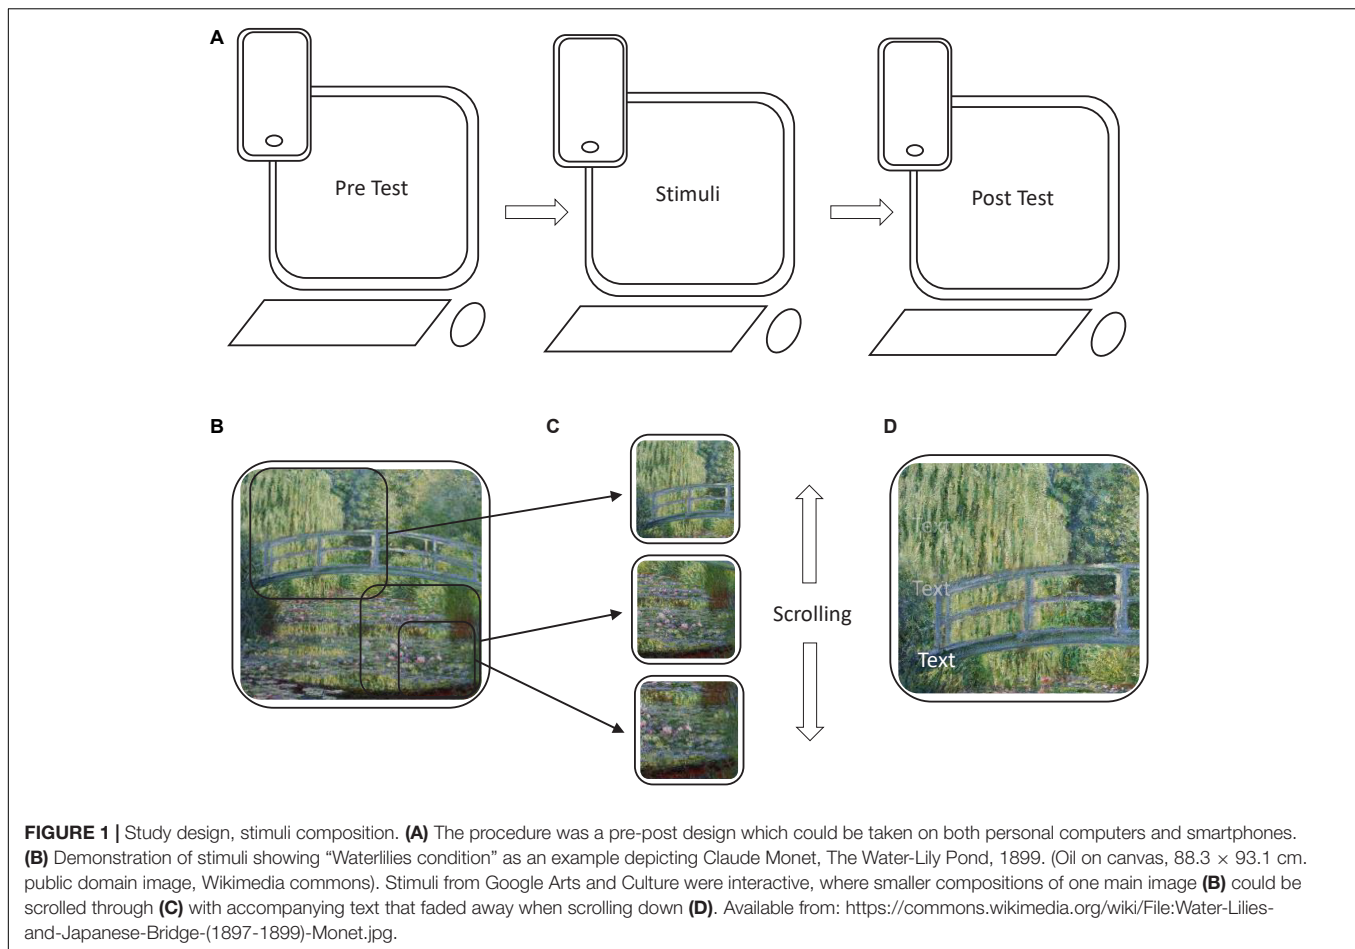 A
Pre Test
Stimuli
Post Test
B
C
D
Text
Text
Scrolling
Text
FIGURE 1 | Study design, stimuli composition. (A) The procedure was a pre-post design which could be taken on both personal computers and smartphones.
(B) Demonstration of stimuli showing “Waterlilies condition” as an example depicting Claude Monet, The Water-Lily Pond, 1899. (Oil on canvas, 88.3 × 93.1 cm.
public domain image, Wikimedia commons). Stimuli from Google Arts and Culture were interactive, where smaller compositions of one main image (B) could be
scrolled through (C) with accompanying text that faded away when scrolling down (D). Available from: https://commons.wikimedia.org/wiki/File:Water-Lilies-
and-Japanese-Bridge-(1897-1899)-Monet.jpg.